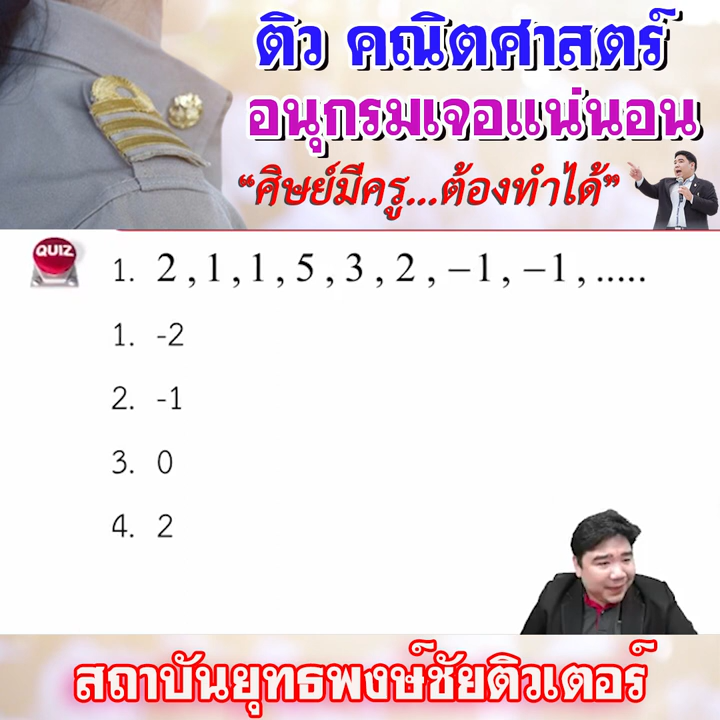 ติว คณิตศาสตร์
อนุกรมเจอแน่นอน
“ศิษย์มีครู...ต้องทำได้”
QUIZ
1. 2 , 1 , 1 , 5 , 3 , 2 , –1 , –1 , .....
1. -2
2. -1
3. 0
4. 2
สถาบันยุทธพงษ์ชัยติวเตอร์